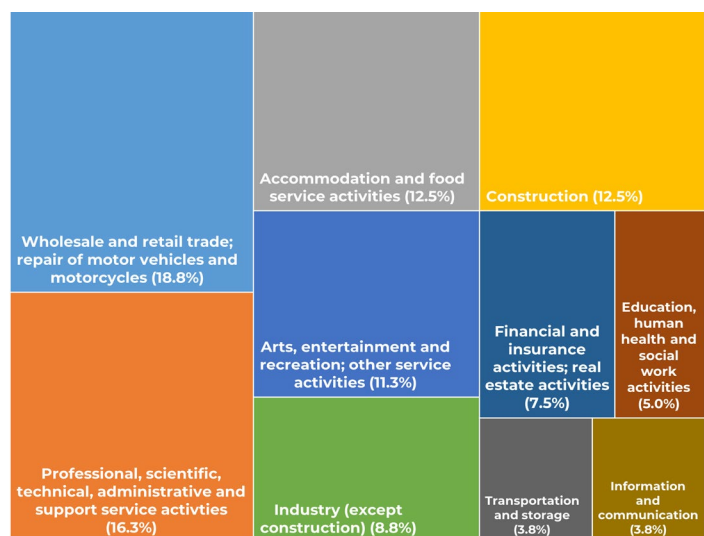 Wholesale and retail trade;
repair of motor vehicles and
motorcycles (18.8%)
Professional, scientific,
technical, administrative and
support service activties
(16.3%)
Accommodation and food
service activities (12.5%)
Arts, entertainment and
recreation; other service
activities (11.3%)
Industry (except
construction) (8.8%)
Construction (12.5%)
Financial and
insurance
activities; real
estate activities
(7.5%)
Education,
human
health and
social
work
activities
(5.0%)
Transportation
and storage
(3.8%)
Information
and
communication
(3.8%)